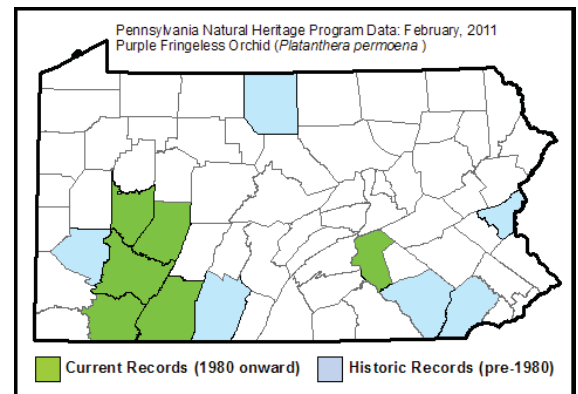 Pennsylvania Natural Heritage Program Data: February, 2011
Purple Fringeless Orchid (Platanthera permoena )
Current Records (1980 onward) Historic Records (pre-1980)